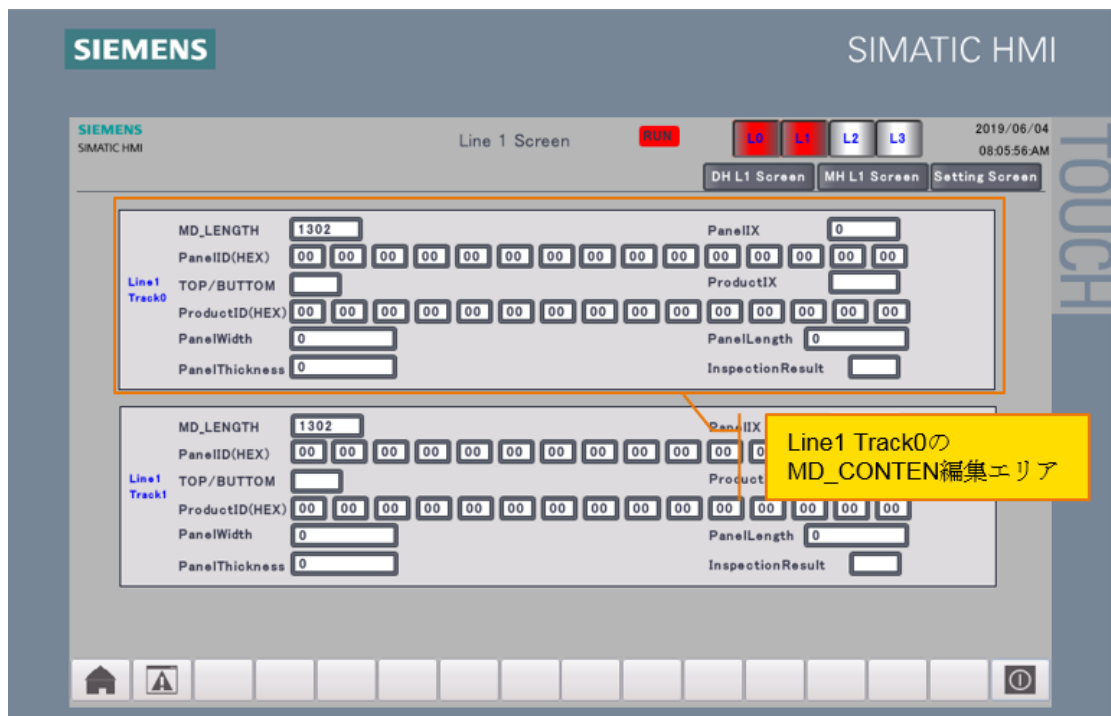 SIEMENS
SIMATIC HMI
TOUCH
SIEMENS
SIMATIC HMI
Line 1 Screen
RUN
L0 L1 L2 L3
2019/06/04
08:05:56:AM
DH L1 Screen MH L1 Screen Setting Screen
Line1
Track0
MD_LENGTH 1302 PanelIX 0
PanelID(HEX) 00 00 00 00 00 00 00 00 00 00 00 00 00 00 00
TOP/BUTTOM ProductIX
ProductID(HEX) 00 00 00 00 00 00 00 00 00 00 00 00 00 00 00
PanelWidth 0 PanelLength 0
PanelThickness 0 InspectionResult
Line1
Track1
MD_LENGTH 1302 PanelIX
PanelID(HEX) 00 00 00 00 00 00 00 00 00 00 00
TOP/BUTTOM Product
ProductID(HEX) 00 00 00 00 00 00 00 00 00 00 00 00 00 00 00
PanelWidth 0 PanelLength 0
PanelThickness 0 InspectionResult
Line1 Track0の
MD_CONTEN編集エリア